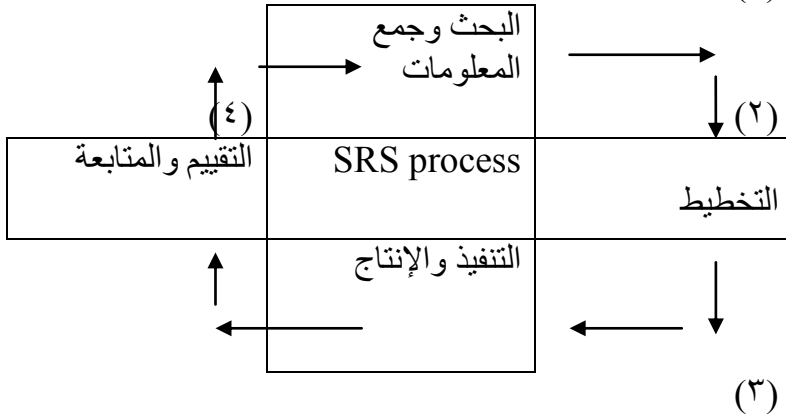 البحث وجمع
المعلومات
(٤)
(٢)
التقييم والمتابعة
SRS process
التخطيط
التنفيذ والإنتاج
(٣)